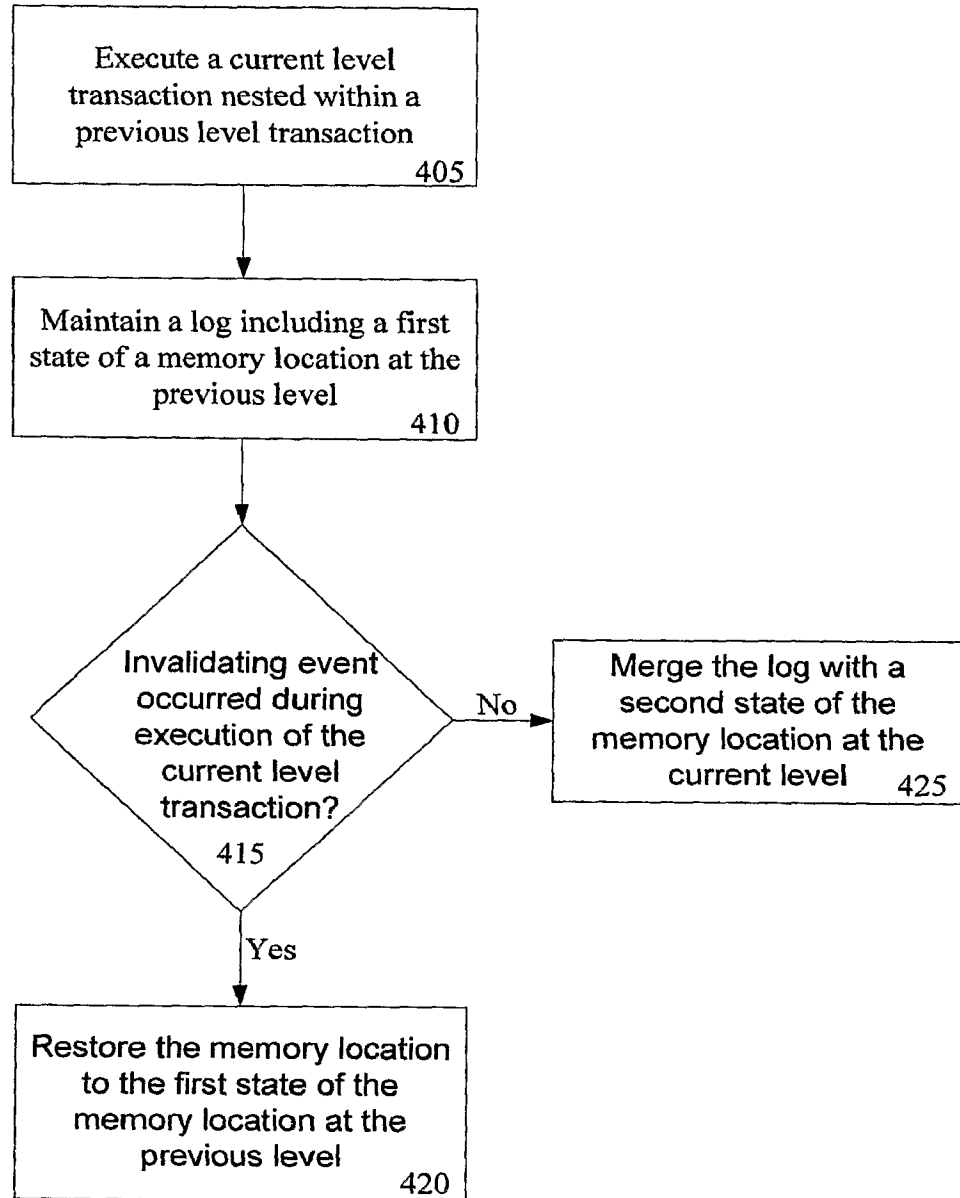 Execute a current level
transaction nested within a
previous level transaction
405
Maintain a log including a first
state of a memory location at the
previous level
410
Invalidating event
occurred during
execution of the
current level
transaction?
415
No
Merge the log with a
second state of the
memory location at the
current level
425
Yes
Restore the memory location
to the first state of the
memory location at the
previous level
420